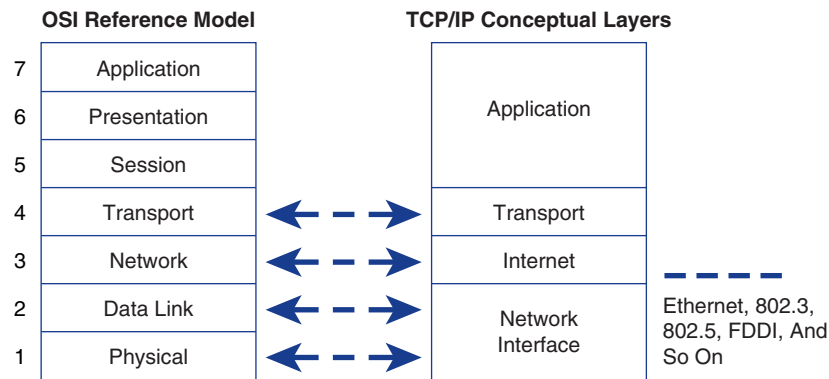 OSI Reference Model
TCP/IP Conceptual Layers
7 Application
6 Presentation
5 Session
Application
4 Transport
Transport
3 Network
Internet
2 Data Link
1 Physical
Network
Interface
Ethernet, 802.3,
802.5, FDDI, And
So On